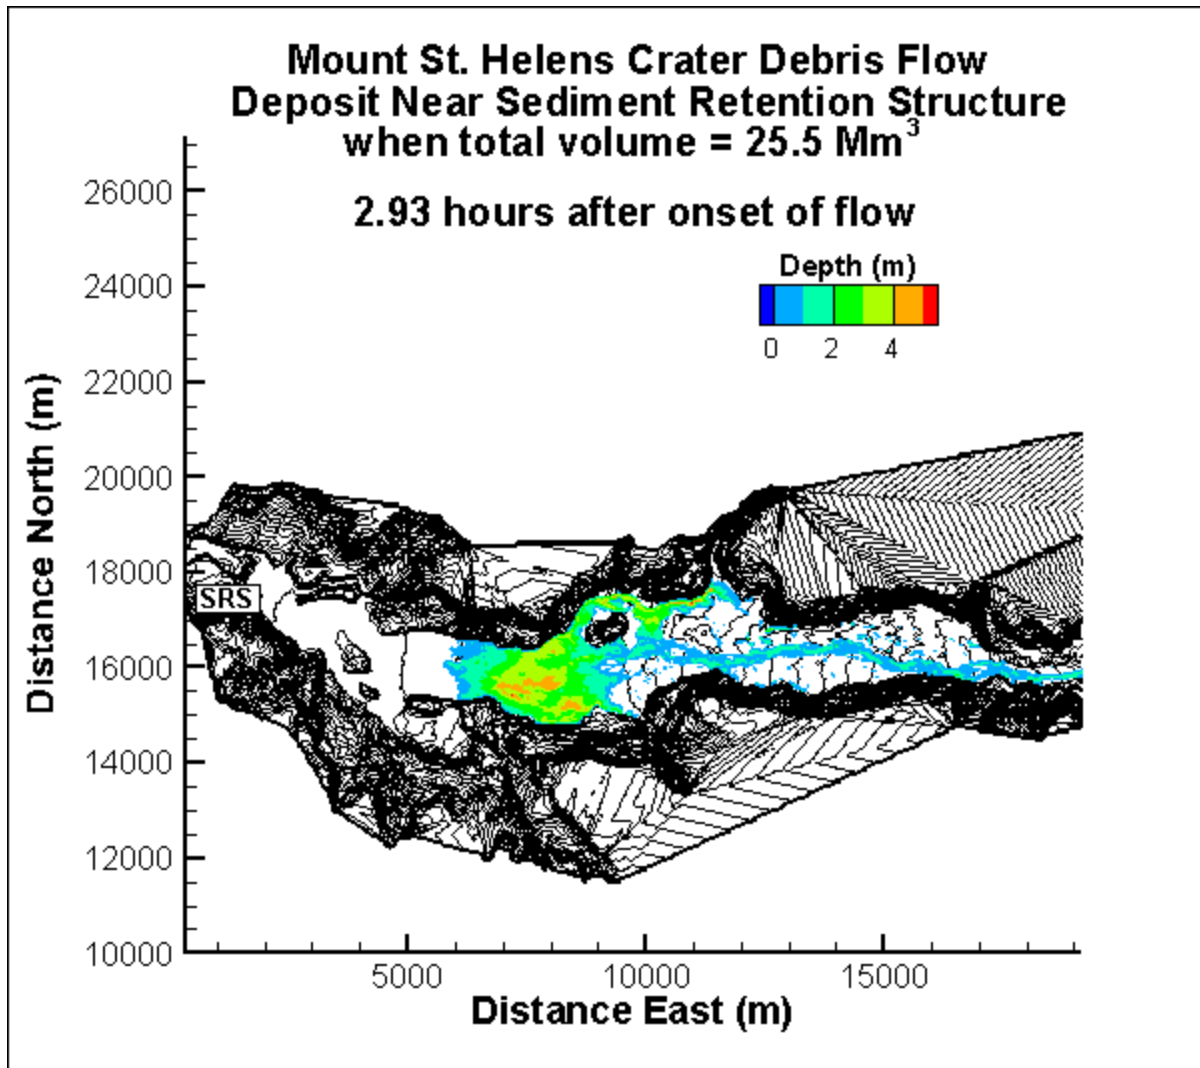 Mount St. Helens Crater Debris Flow
Deposit Near Sediment Retention Structure
when total volume = 25.5 Mm³
2.93 hours after onset of flow
Depth (m)
0 2 4
Distance North (m)
26000
24000
22000
20000
18000
16000
14000
12000
10000
SRS
5000 10000 15000
Distance East (m)